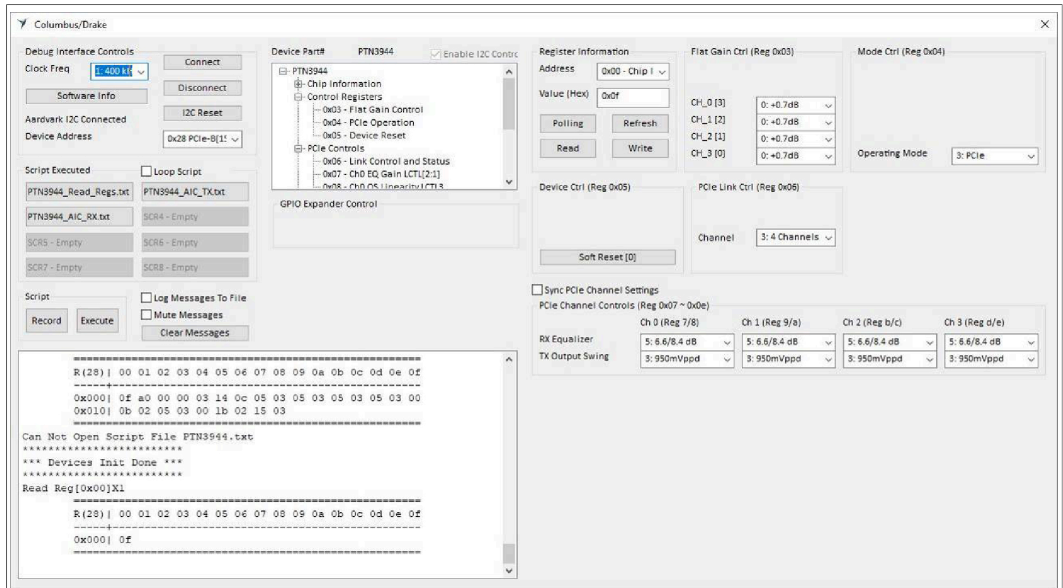 Columbus/Drake
Debug Interface Controls
Clock Freq
1: 400 k
Connect
Software Info
Disconnect
Aardvark I2C Connected
I2C Reset
Device Address
0x28 PCIe-B[1
Script Executed
Loop Script
PTN3944_Read_Regs.txt
PTN3944_AIC_TX.txt
PTN3944_AIC_RX.txt
SCR4 - Empty
SCR5 - Empty
SCR6 - Empty
SCR7 - Empty
SCR8 - Empty
Script
Record
Execute
Log Messages To File
Mute Messages
Clear Messages
Device Part#
PTN3944
Enable I2C Contrc
PTN3944
Chip Information
Control Registers
0x03 - Flat Gain Control
0x04 - PCIe Operation
0x05 - Device Reset
PCIe Controls
0x06 - Link Control and Status
0x07 - Ch0 EQ Gain LCTL[2:1]
0x08 - Ch0 OS Linearity LCTL3
GPIO Expander Control
Register Information
Address
0x00 - Chip I
Value (Hex)
0x0f
Polling
Refresh
Read
Write
Flat Gain Ctrl (Reg 0x03)
CH_0 [3]
0: +0.7dB
CH_1 [2]
0: +0.7dB
CH_2 [1]
0: +0.7dB
CH_3 [0]
0: +0.7dB
Mode Ctrl (Reg 0x04)
Operating Mode
3: PCIe
Device Ctrl (Reg 0x05)
Soft Reset [0]
PCIe Link Ctrl (Reg 0x06)
Channel
3: 4 Channels
Sync PCIe Channel Settings
PCIe Channel Controls (Reg 0x07 ~ 0x0e)
Ch 0 (Reg 7/8)
Ch 1 (Reg 9/a)
Ch 2 (Reg b/c)
Ch 3 (Reg d/e)
RX Equalizer
5: 6.6/8.4 dB
5: 6.6/8.4 dB
5: 6.6/8.4 dB
5: 6.6/8.4 dB
TX Output Swing
3: 950mVppd
3: 950mVppd
3: 950mVppd
3: 950mVppd
R(28)| 00 01 02 03 04 05 06 07 08 09 0a 0b 0c 0d 0e 0f
0x000| 0f a0 00 00 03 14 0c 05 03 05 03 05 03 05 03 00
0x010| 0b 02 05 03 00 1b 02 15 03
Can Not Open Script File PTN3944.txt
*************************
*** Devices Init Done ***
*************************
Read Reg[0x00]X1
R(28)| 00 01 02 03 04 05 06 07 08 09 0a 0b 0c 0d 0e 0f
0x000| 0f